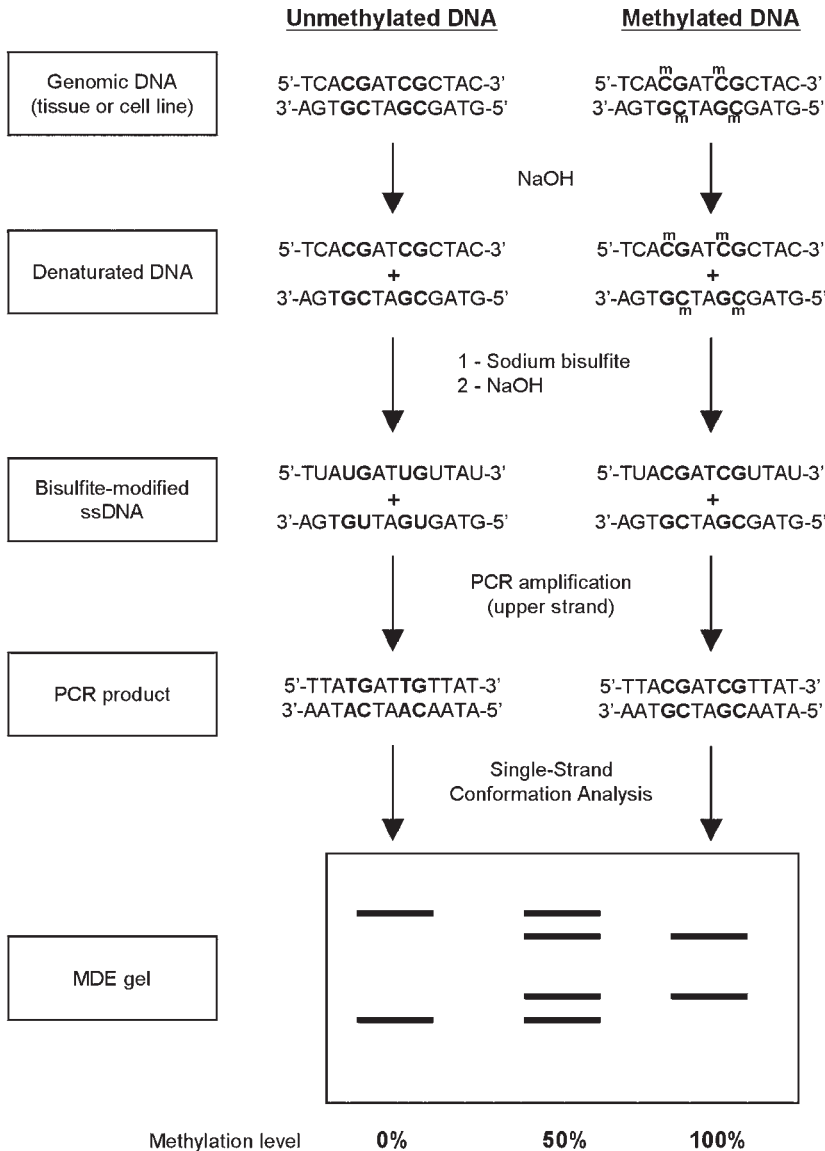 Unmethylated DNA Methylated DNA
Genomic DNA
(tissue or cell line)
5’-TCACGATCGCTAC-3’
3’-AGTGCTAGCGATG-5’
m m
5’-TCACGATCGCTAC-3’
3’-AGTGCTAGCGATG-5’
m m
NaOH
Denaturated DNA
5’-TCACGATCGCTAC-3’
+
3’-AGTGCTAGCGATG-5’
m m
5’-TCACGATCGCTAC-3’
+
3’-AGTGCTAGCGATG-5’
m m
1 - Sodium bisulfite
2 - NaOH
Bisulfite-modified
ssDNA
5’-TUAUGATUGUTAU-3’
+
3’-AGTGUTAGUGATG-5’
5’-TUACGATCGUTAU-3’
+
3’-AGTGCTAGCGATG-5’
PCR amplification
(upper strand)
PCR product
5’-TTATGATTGTTAT-3’
3’-AATACTAACAATA-5’
5’-TTACGATCGTTAT-3’
3’-AATGCTAGCAATA-5’
Single-Strand
Conformation Analysis
MDE gel
Methylation level 0% 50% 100%